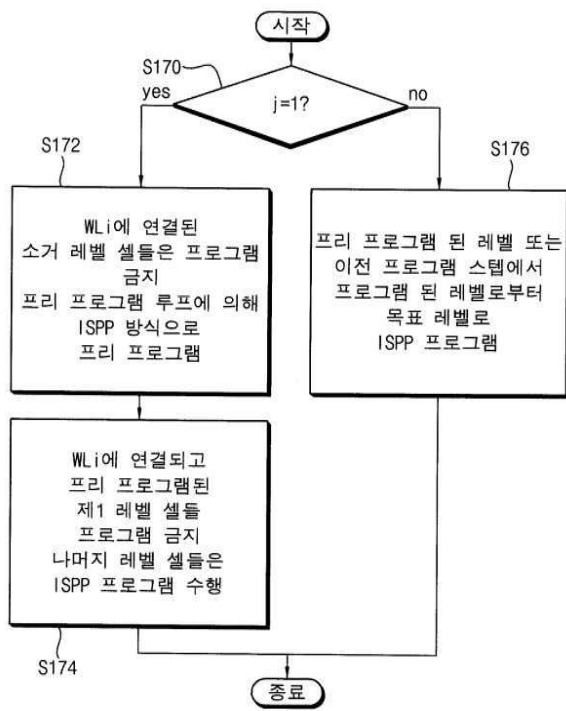 시작
S170
j=1?
yes
no
S172
WLi에 연결된
소거 레벨 셀들은 프로그램
금지
프리 프로그램 루프에 의해
ISPP 방식으로
프리 프로그램
S176
프리 프로그램 된 레벨 또는
이전 프로그램 스텝에서
프로그램 된 레벨로부터
목표 레벨로
ISPP 프로그램
WLi에 연결되고
프리 프로그램된
제1 레벨 셀들
프로그램 금지
나머지 레벨 셀들은
ISPP 프로그램 수행
S174
종료